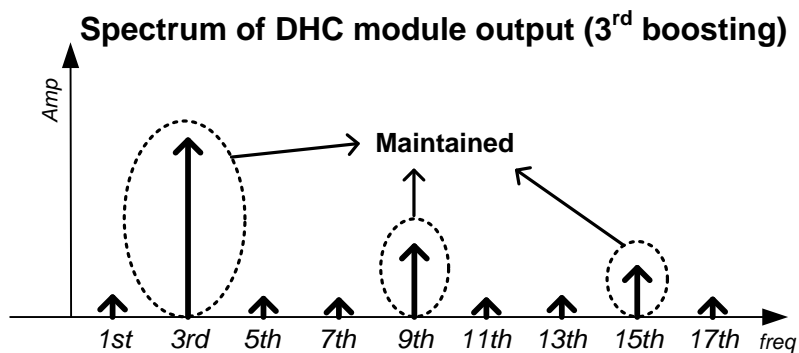 Spectrum of DHC module output (3rd boosting)
Amp
Maintained
1st 3rd 5th 7th 9th 11th 13th 15th 17th freq